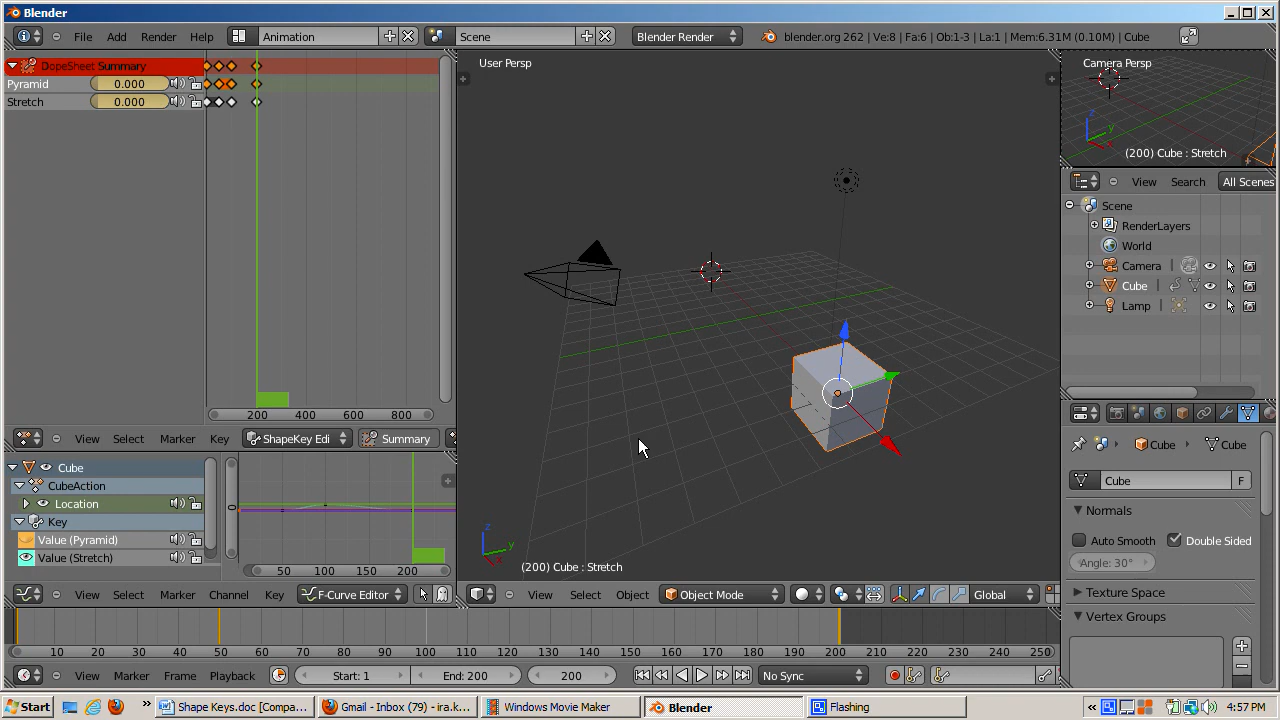 Blender
File Add Render Help Animation Scene Blender Render blender.org 262 | Ve:8 | Fa:6 | Ob:1-3 | La:1 | Mem:6.31M (0.10M) | Cube
DopeSheet Summary
Pyramid 0.000
Stretch 0.000
200 400 600 800
View Select Marker Key ShapeKey Edi Summary
Cube
CubeAction
Location
Key
Value (Pyramid)
Value (Stretch)
50 100 150 200
View Select Marker Channel Key F-Curve Editor
User Persp
z
y
x
(200) Cube : Stretch
View Select Object Object Mode Global
Camera Persp
z
y
x
(200) Cube : Stretch
View Search All Scenes
Scene
RenderLayers
World
Camera
Cube
Lamp
Cube Cube
Cube F
Normals
Auto Smooth Double Sided
Angle: 30°
Texture Space
Vertex Groups
10 20 30 40 50 60 70 80 90 100 110 120 130 140 150 160 170 180 190 200 210 220 230 240 250
View Marker Frame Playback Start: 1 End: 200 200 No Sync
Start Shape Keys.doc [Compa... Gmail - Inbox (79) - ira.k... Windows Movie Maker Blender Flashing 4:57 PM